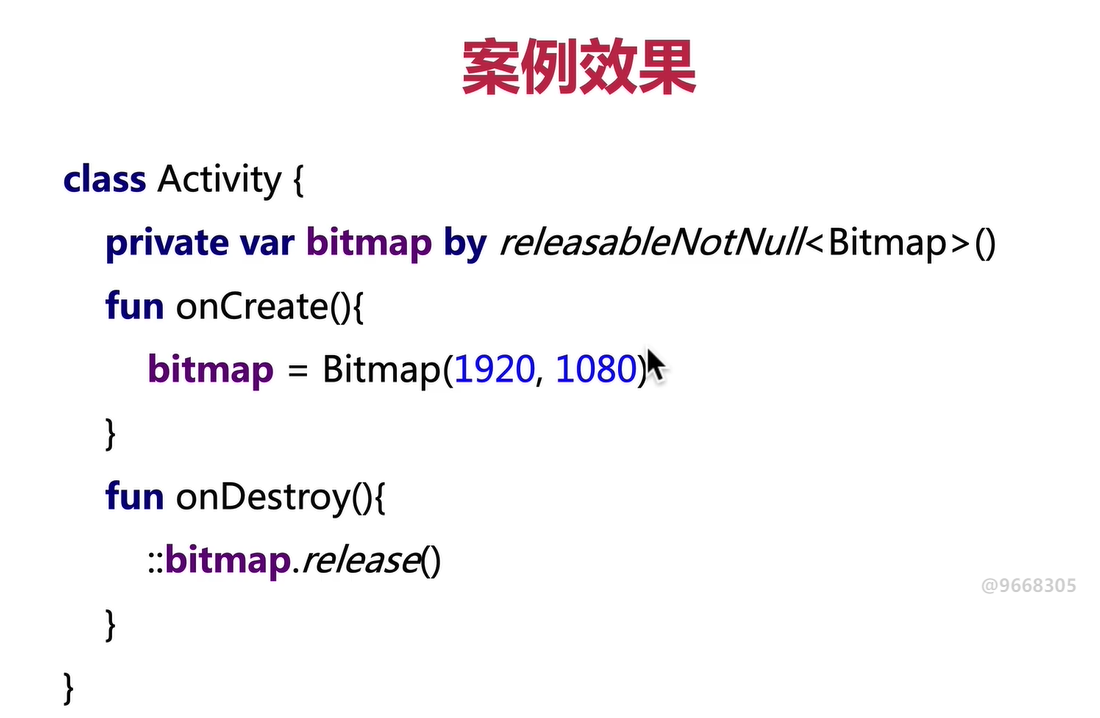 案例效果
class Activity {
private var bitmap by releasableNotNull<Bitmap>()
fun onCreate(){
bitmap = Bitmap(1920, 1080)
}
fun onDestroy(){
::bitmap.release()
@9668305
}
}